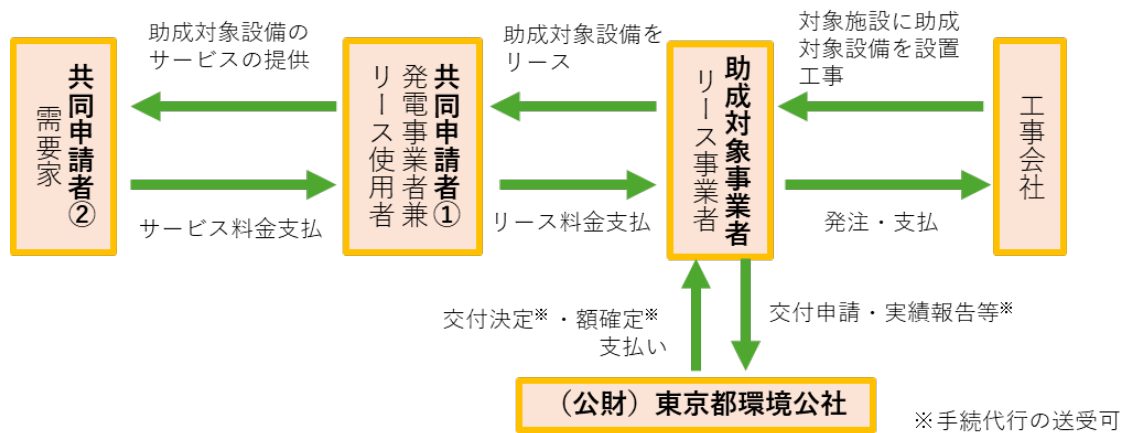 助成対象設備の
サービスの提供
助成対象設備を
リース
対象施設に助成
対象設備を設置
工事
共同申請者②
需要家
共同申請者①
発電事業者兼
リース使用者
助成対象事業者
リース事業者
工事会社
サービス料金支払
リース料金支払
発注・支払
交付決定※・額確定※
支払い
交付申請・実績報告等※
（公財）東京都環境公社
※手続代行の送受可